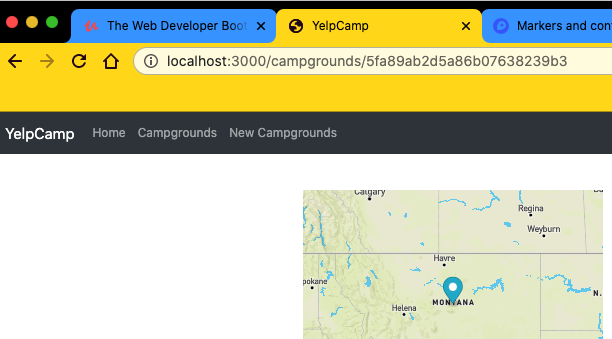 The Web Developer Boot
YelpCamp
Markers and con
localhost:3000/campgrounds/5fa89ab2d5a86b07638239b3
YelpCamp Home Campgrounds New Campgrounds
Calgary
Regina
Weyburn
Havre
pokane
MONTANA
N.
Helena